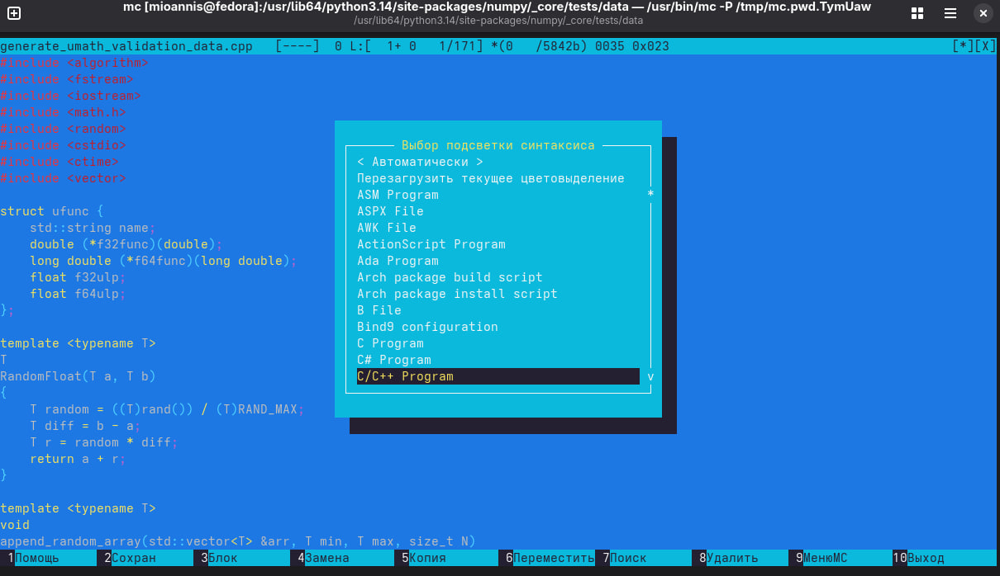 mc [mioannis@fedora]:/usr/lib64/python3.14/site-packages/numpy/_core/tests/data — /usr/bin/mc -P /tmp/mc.pwd.TymUaw
/usr/lib64/python3.14/site-packages/numpy/_core/tests/data
generate_umath_validation_data.cpp   [----]  0 L:[  1+ 0   1/171] *(0   /5842b) 0035 0x023   [*][X]
#include <algorithm>
#include <fstream>
#include <iostream>
#include <math.h>
#include <random>
#include <cstdio>
#include <ctime>
#include <vector>
struct ufunc {
    std::string name;
    double (*f32func)(double);
    long double (*f64func)(long double);
    float f32ulp;
    float f64ulp;
};
template <typename T>
T
RandomFloat(T a, T b)
{
    T random = ((T)rand()) / (T)RAND_MAX;
    T diff = b - a;
    T r = random * diff;
    return a + r;
}
template <typename T>
void
append_random_array(std::vector<T> &arr, T min, T max, size_t N)
Выбор подсветки синтаксиса
< Автоматически >
Перезагрузить текущее цветовыделение
ASM Program *
ASPX File
AWK File
ActionScript Program
Ada Program
Arch package build script
Arch package install script
B File
Bind9 configuration
C Program
C# Program
C/C++ Program v
1Помощь 2Сохран 3Блок 4Замена 5Копия 6Переместить 7Поиск 8Удалить 9МенюMC 10Выход